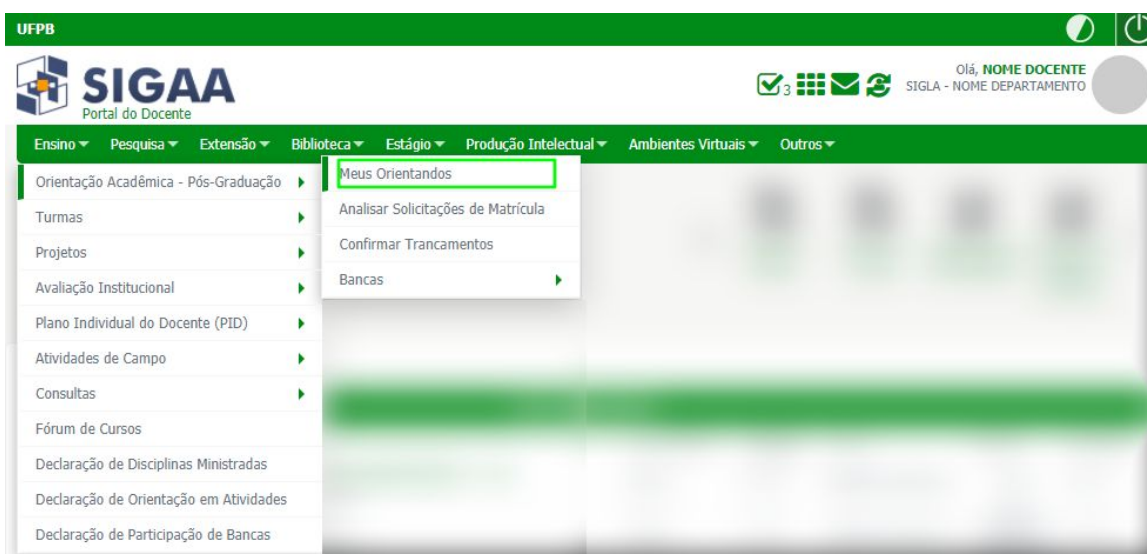 UFPB
SIGAA
Portal do Docente
3
Olá, NOME DOCENTE
SIGLA - NOME DEPARTAMENTO
Ensino Pesquisa Extensão Biblioteca Estágio Produção Intelectual Ambientes Virtuais Outros
Orientação Acadêmica - Pós-Graduação
Turmas
Projetos
Avaliação Institucional
Plano Individual do Docente (PID)
Atividades de Campo
Consultas
Fórum de Cursos
Declaração de Disciplinas Ministradas
Declaração de Orientação em Atividades
Declaração de Participação de Bancas
Meus Orientandos
Analisar Solicitações de Matrícula
Confirmar Trancamentos
Bancas